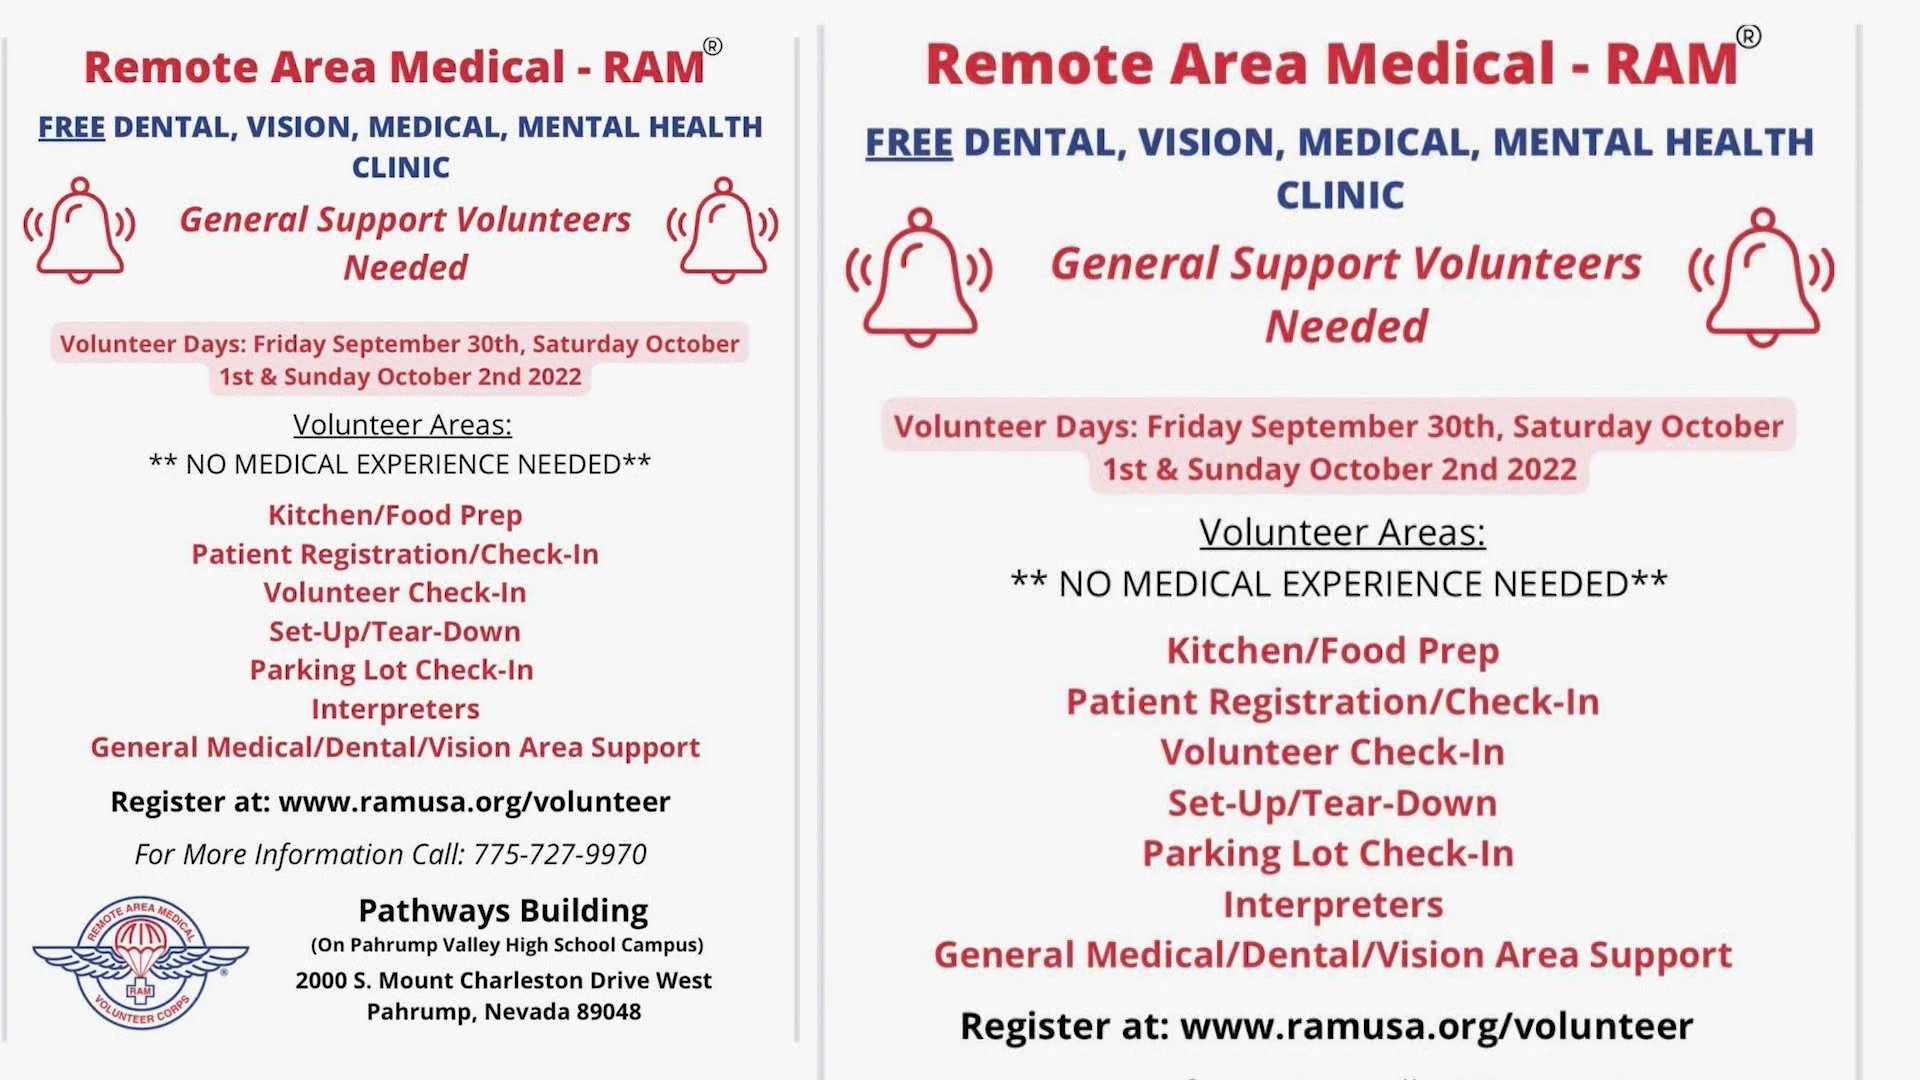 Remote Area Medical - RAM®
FREE DENTAL, VISION, MEDICAL, MENTAL HEALTH
CLINIC
General Support Volunteers
Needed
Volunteer Days: Friday September 30th, Saturday October
1st & Sunday October 2nd 2022
Volunteer Areas:
** NO MEDICAL EXPERIENCE NEEDED**
Kitchen/Food Prep
Patient Registration/Check-In
Volunteer Check-In
Set-Up/Tear-Down
Parking Lot Check-In
Interpreters
General Medical/Dental/Vision Area Support
Register at: www.ramusa.org/volunteer
For More Information Call: 775-727-9970
REMOTE AREA MEDICAL
RAM
VOLUNTEER CORPS
®
Pathways Building
(On Pahrump Valley High School Campus)
2000 S. Mount Charleston Drive West
Pahrump, Nevada 89048
Remote Area Medical - RAM®
FREE DENTAL, VISION, MEDICAL, MENTAL HEALTH
CLINIC
General Support Volunteers
Needed
Volunteer Days: Friday September 30th, Saturday October
1st & Sunday October 2nd 2022
Volunteer Areas:
** NO MEDICAL EXPERIENCE NEEDED**
Kitchen/Food Prep
Patient Registration/Check-In
Volunteer Check-In
Set-Up/Tear-Down
Parking Lot Check-In
Interpreters
General Medical/Dental/Vision Area Support
Register at: www.ramusa.org/volunteer